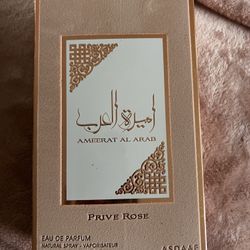 اميرة العرب
AMEERAT AL ARAB
PRIVE ROSE
EAU DE PARFUM
NATURAL SPRAY - VAPORISATEUR
ASDAAF